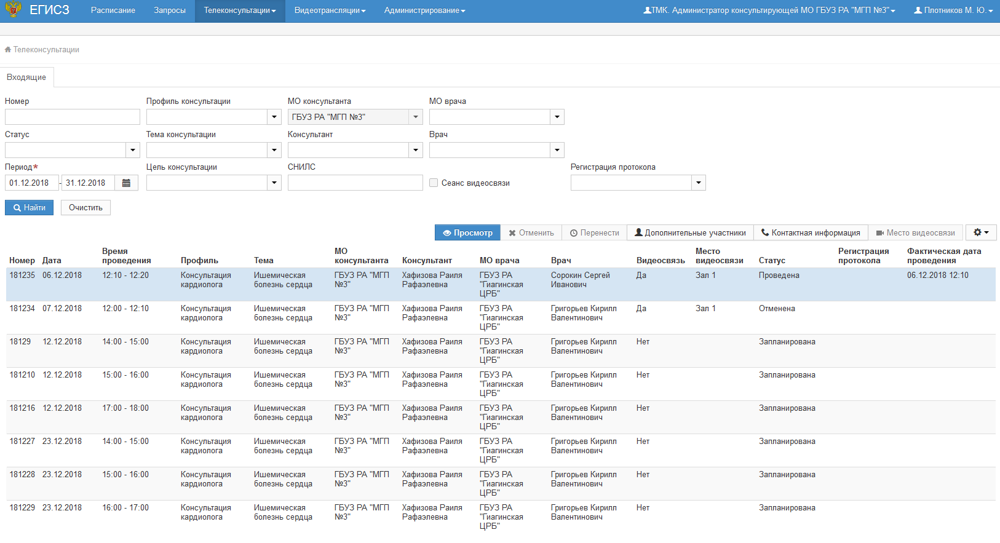 ЕГИСЗ Расписание Запросы Телеконсультации Видеотрансляции Администрирование ТМК. Администратор консультирующей МО ГБУЗ РА "МГП №3" Плотников М. Ю.
Телеконсультации
Входящие
Номер Профиль консультации МО консультанта МО врача
ГБУЗ РА "МГП №3"
Статус Тема консультации Консультант Врач
Период* Цель консультации СНИЛС Регистрация протокола
01.12.2018 - 31.12.2018 Сеанс видеосвязи
Найти Очистить
Просмотр Отменить Перенести Дополнительные участники Контактная информация Место видеосвязи
Время МО Место Регистрация Фактическая дата
Номер Дата проведения Профиль Тема консультанта Консультант МО врача Врач Видеосвязь видеосвязи Статус протокола проведения
181235 06.12.2018 12:10 - 12:20 Консультация Ишемическая ГБУЗ РА "МГП Хафизова Раиля ГБУЗ РА Сорокин Сергей Да Зал 1 Проведена 06.12.2018 12:10
кардиолога болезнь сердца №3" Рафаэлевна "Гиагинская Иванович
ЦРБ"
181234 07.12.2018 12:00 - 12:10 Консультация Ишемическая ГБУЗ РА "МГП Хафизова Раиля ГБУЗ РА Григорьев Кирилл Да Зал 1 Отменена
кардиолога болезнь сердца №3" Рафаэлевна "Гиагинская Валентинович
ЦРБ"
18129 12.12.2018 14:00 - 15:00 Консультация Ишемическая ГБУЗ РА "МГП Хафизова Раиля ГБУЗ РА Григорьев Кирилл Нет Запланирована
кардиолога болезнь сердца №3" Рафаэлевна "Гиагинская Валентинович
ЦРБ"
181210 12.12.2018 15:00 - 16:00 Консультация Ишемическая ГБУЗ РА "МГП Хафизова Раиля ГБУЗ РА Григорьев Кирилл Нет Запланирована
кардиолога болезнь сердца №3" Рафаэлевна "Гиагинская Валентинович
ЦРБ"
181216 12.12.2018 17:00 - 18:00 Консультация Ишемическая ГБУЗ РА "МГП Хафизова Раиля ГБУЗ РА Григорьев Кирилл Нет Запланирована
кардиолога болезнь сердца №3" Рафаэлевна "Гиагинская Валентинович
ЦРБ"
181227 23.12.2018 14:00 - 15:00 Консультация Ишемическая ГБУЗ РА "МГП Хафизова Раиля ГБУЗ РА Григорьев Кирилл Нет Запланирована
кардиолога болезнь сердца №3" Рафаэлевна "Гиагинская Валентинович
ЦРБ"
181228 23.12.2018 15:00 - 16:00 Консультация Ишемическая ГБУЗ РА "МГП Хафизова Раиля ГБУЗ РА Григорьев Кирилл Нет Запланирована
кардиолога болезнь сердца №3" Рафаэлевна "Гиагинская Валентинович
ЦРБ"
181229 23.12.2018 16:00 - 17:00 Консультация Ишемическая ГБУЗ РА "МГП Хафизова Раиля ГБУЗ РА Григорьев Кирилл Нет Запланирована
кардиолога болезнь сердца №3" Рафаэлевна "Гиагинская Валентинович
ЦРБ"